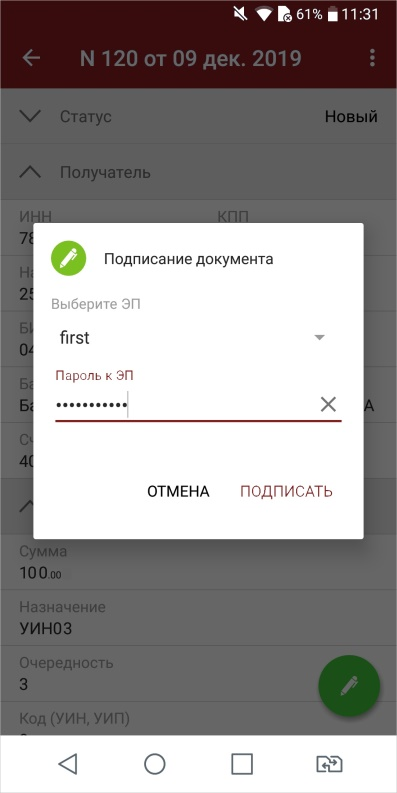 61% 11:31
N 120 от 09 дек. 2019
Статус Новый
Получатель
ИНН КПП
78
Подписание документа
На
25
Выберите ЭП
first
БИ
04
Пароль к ЭП
•••••••••••
Ба
Ба А
Сч
40
ОТМЕНА ПОДПИСАТЬ
Сумма
100.00
Назначение
УИН03
Очередность
3
Код (УИН, УИП)